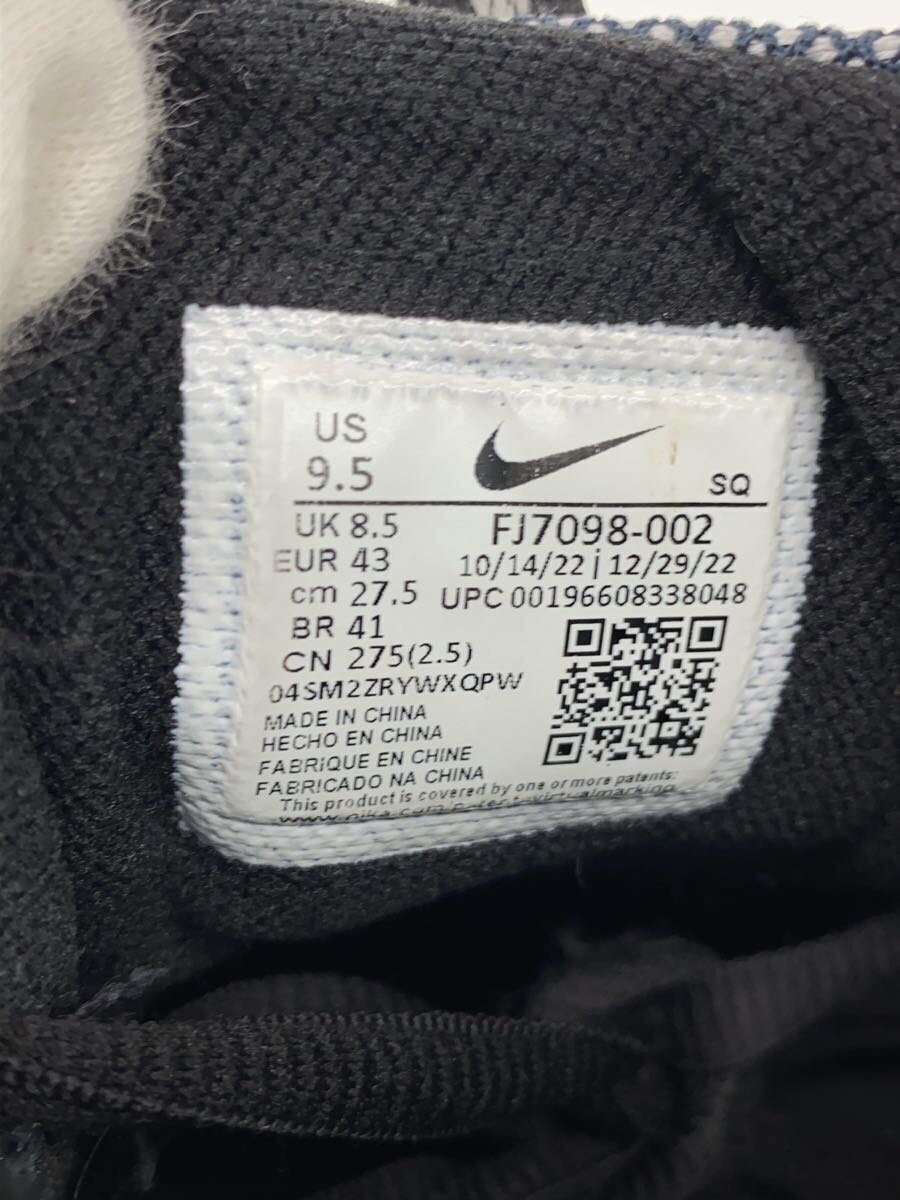 US
9.5
SQ
UK 8.5
EUR 43
cm 27.5
BR 41
CN 275(2.5)
FJ7098-002
10/14/22 | 12/29/22
UPC 00196608338048
04SM2ZRYWXQPW
MADE IN CHINA
HECHO EN CHINA
FABRIQUE EN CHINE
FABRICADO NA CHINA
This product is covered by one or more patents: